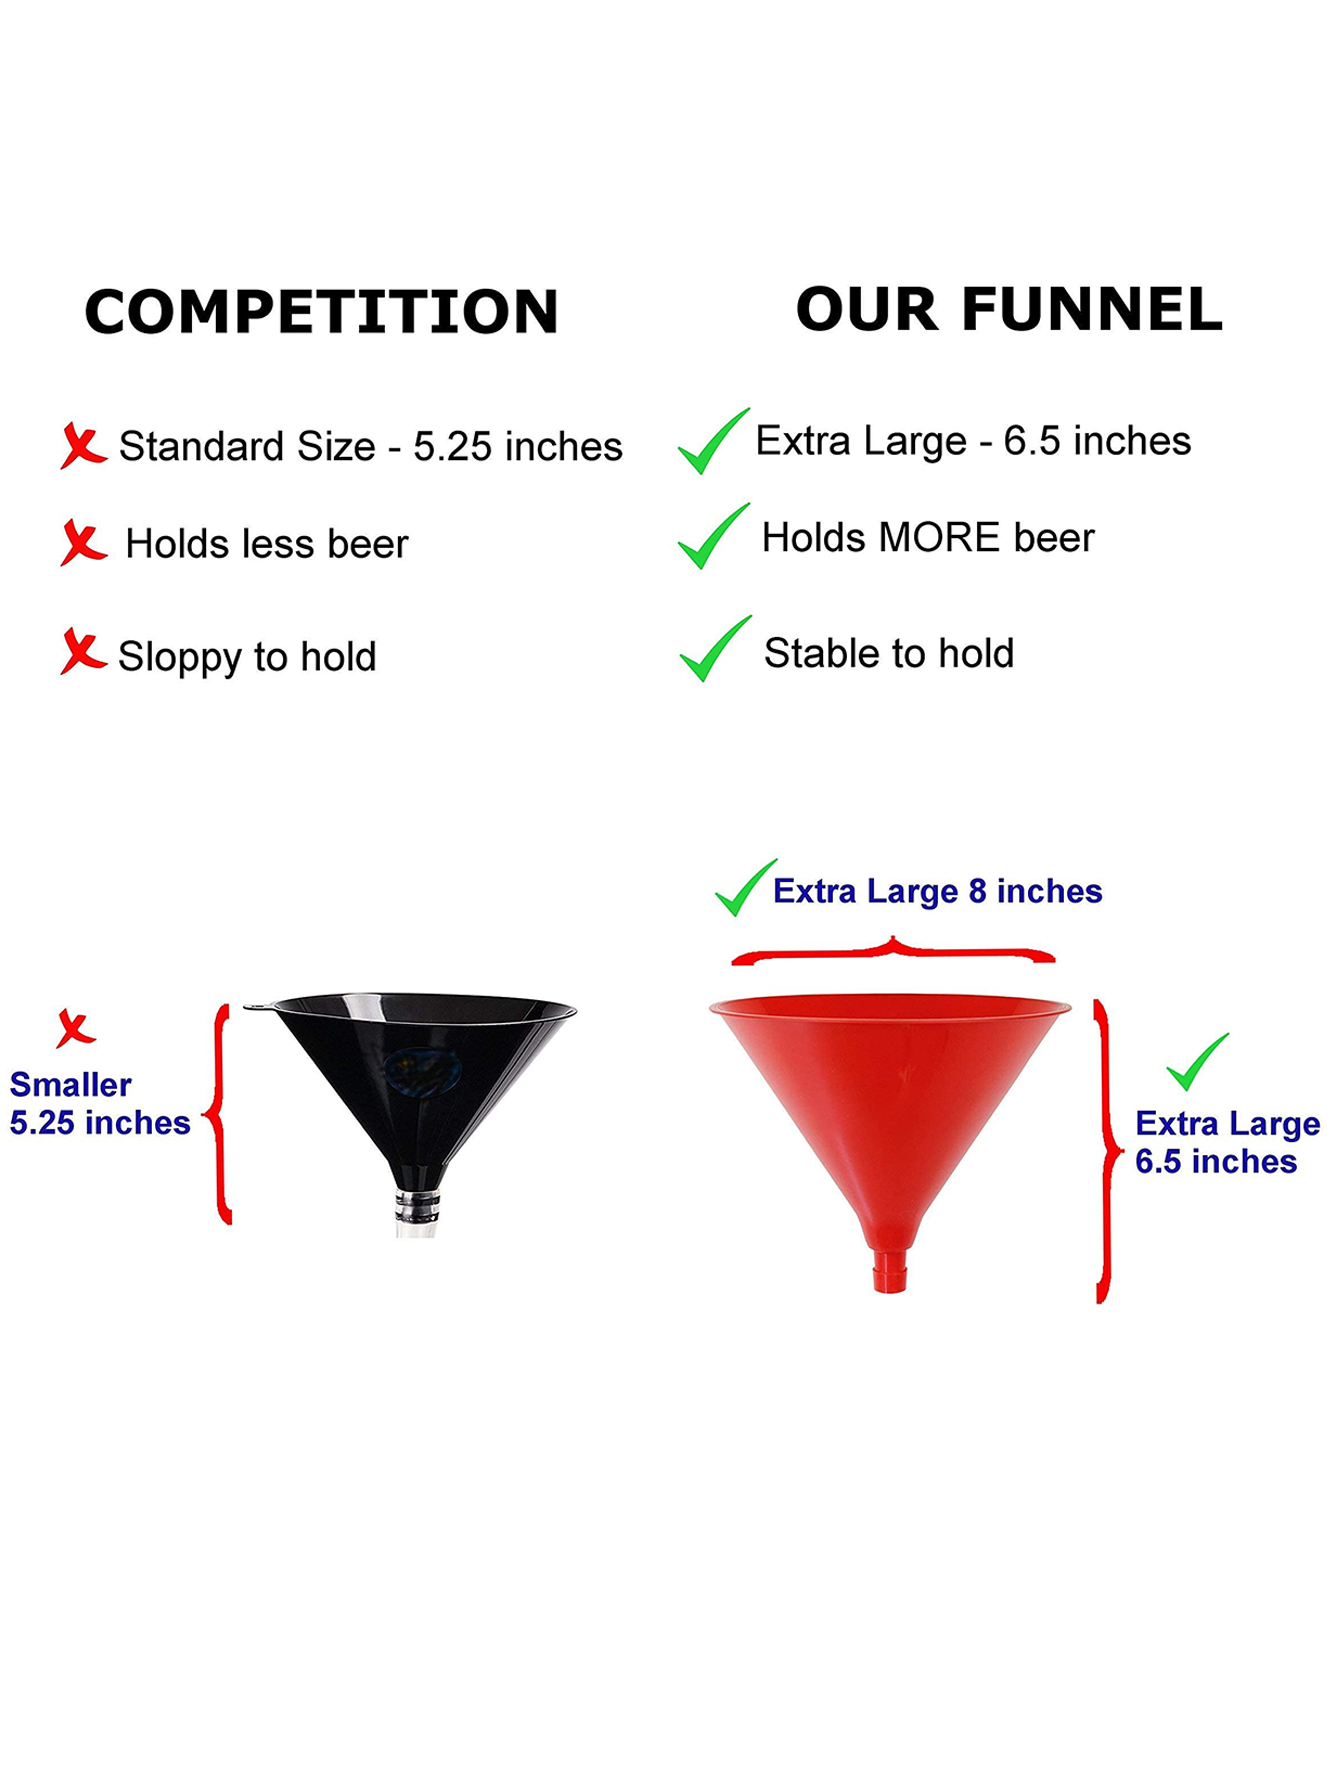 COMPETITION
Standard Size - 5.25 inches
Holds less beer
Sloppy to hold
OUR FUNNEL
Extra Large - 6.5 inches
Holds MORE beer
Stable to hold
Smaller
5.25 inches
Extra Large 8 inches
Extra Large
6.5 inches